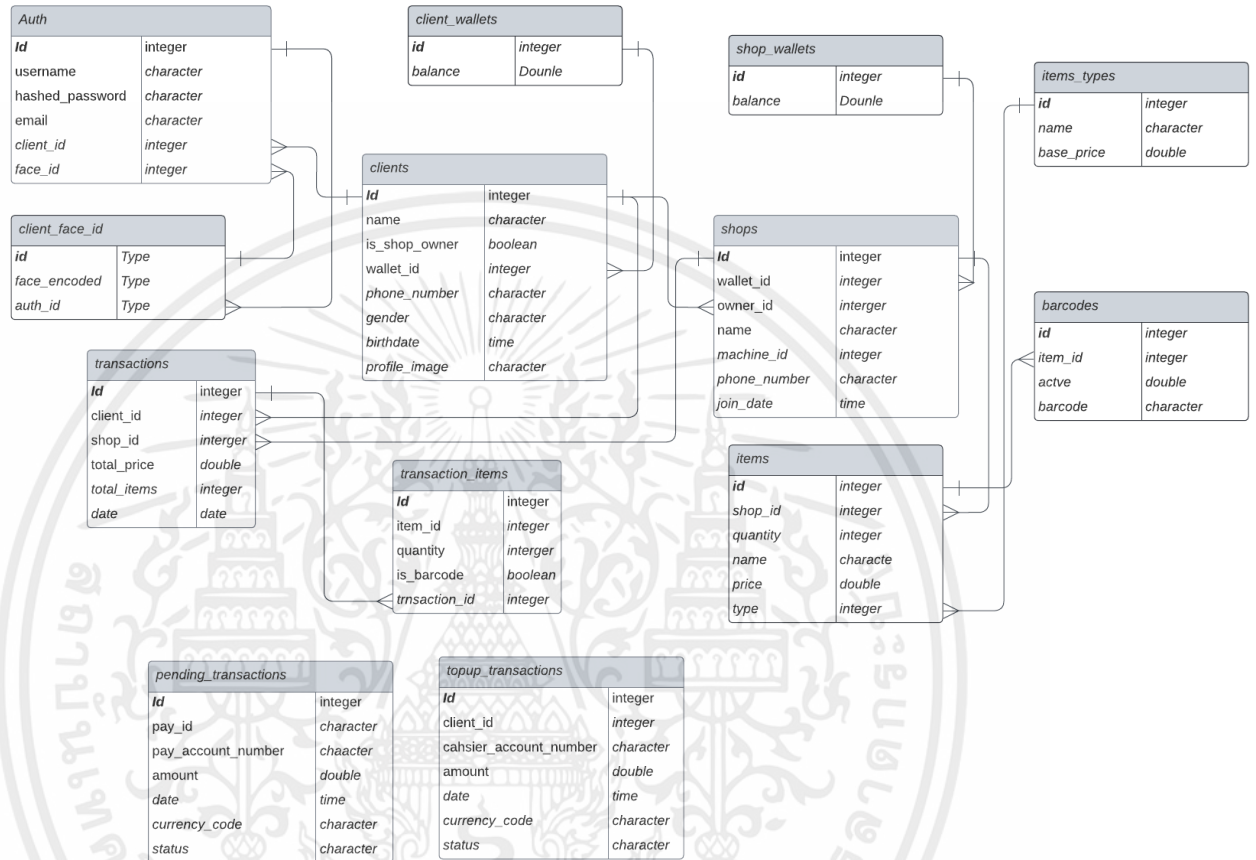 Auth
Id integer
username character
hashed_password character
email character
client_id integer
face_id integer
client_wallets
id integer
balance Dounle
shop_wallets
id integer
balance Dounle
items_types
id integer
name character
base_price double
clients
Id integer
name character
is_shop_owner boolean
wallet_id integer
phone_number character
gender character
birthdate time
profile_image character
client_face_id
id Type
face_encoded Type
auth_id Type
shops
Id integer
wallet_id integer
owner_id interger
name character
machine_id integer
phone_number character
join_date time
barcodes
id integer
item_id integer
actve double
barcode character
transactions
Id integer
client_id integer
shop_id interger
total_price double
total_items integer
date date
transaction_items
Id integer
item_id integer
quantity interger
is_barcode boolean
trnsaction_id integer
items
id integer
shop_id integer
quantity integer
name characte
price double
type integer
pending_transactions
Id integer
pay_id character
pay_account_number chaacter
amount double
date time
currency_code character
status character
topup_transactions
Id integer
client_id integer
cahsier_account_number character
amount double
date time
currency_code character
status character